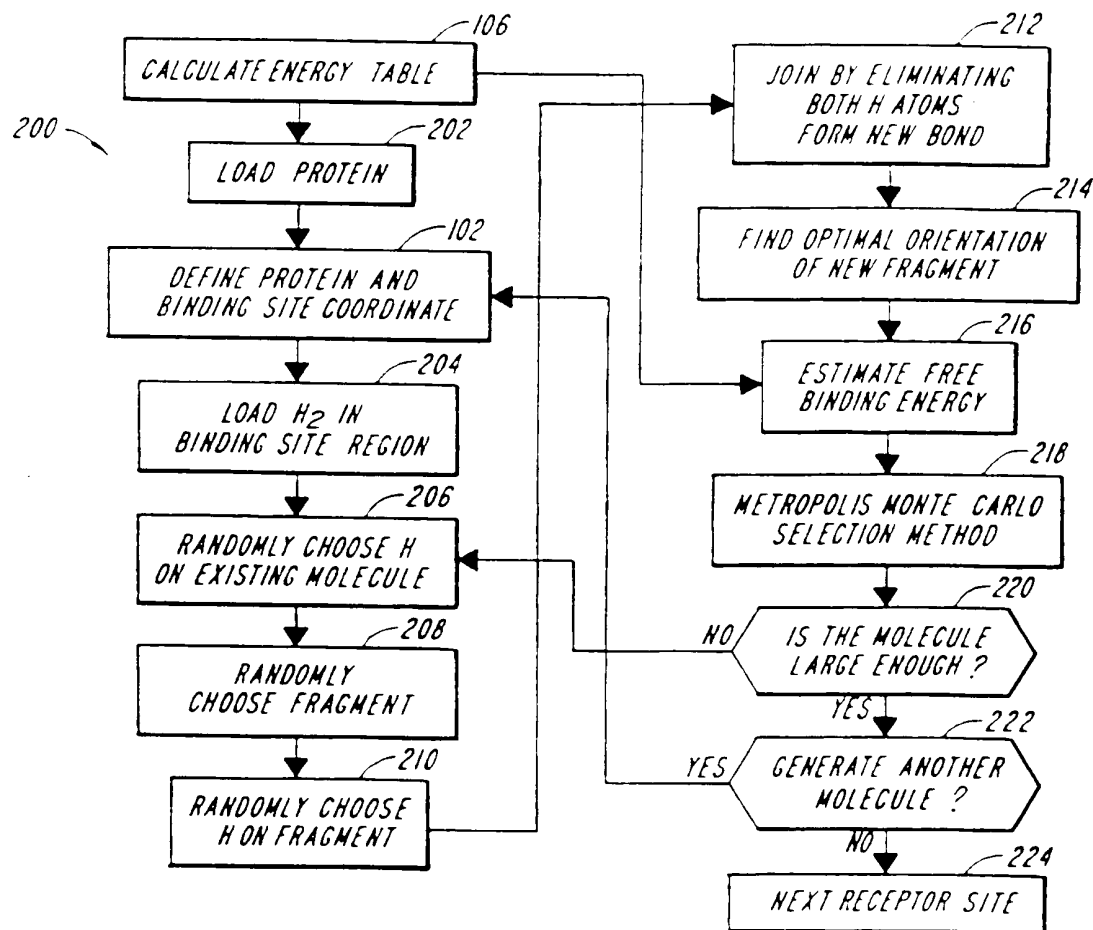 106
CALCULATE ENERGY TABLE
200
202
LOAD PROTEIN
102
DEFINE PROTEIN AND
BINDING SITE COORDINATE
204
LOAD H2 IN
BINDING SITE REGION
206
RANDOMLY CHOOSE H
ON EXISTING MOLECULE
208
RANDOMLY
CHOOSE FRAGMENT
210
RANDOMLY CHOOSE
H ON FRAGMENT
212
JOIN BY ELIMINATING
BOTH H ATOMS
FORM NEW BOND
214
FIND OPTIMAL ORIENTATION
OF NEW FRAGMENT
216
ESTIMATE FREE
BINDING ENERGY
218
METROPOLIS MONTE CARLO
SELECTION METHOD
220
NO
IS THE MOLECULE
LARGE ENOUGH ?
YES
222
YES
GENERATE ANOTHER
MOLECULE ?
NO
224
NEXT RECEPTOR SITE